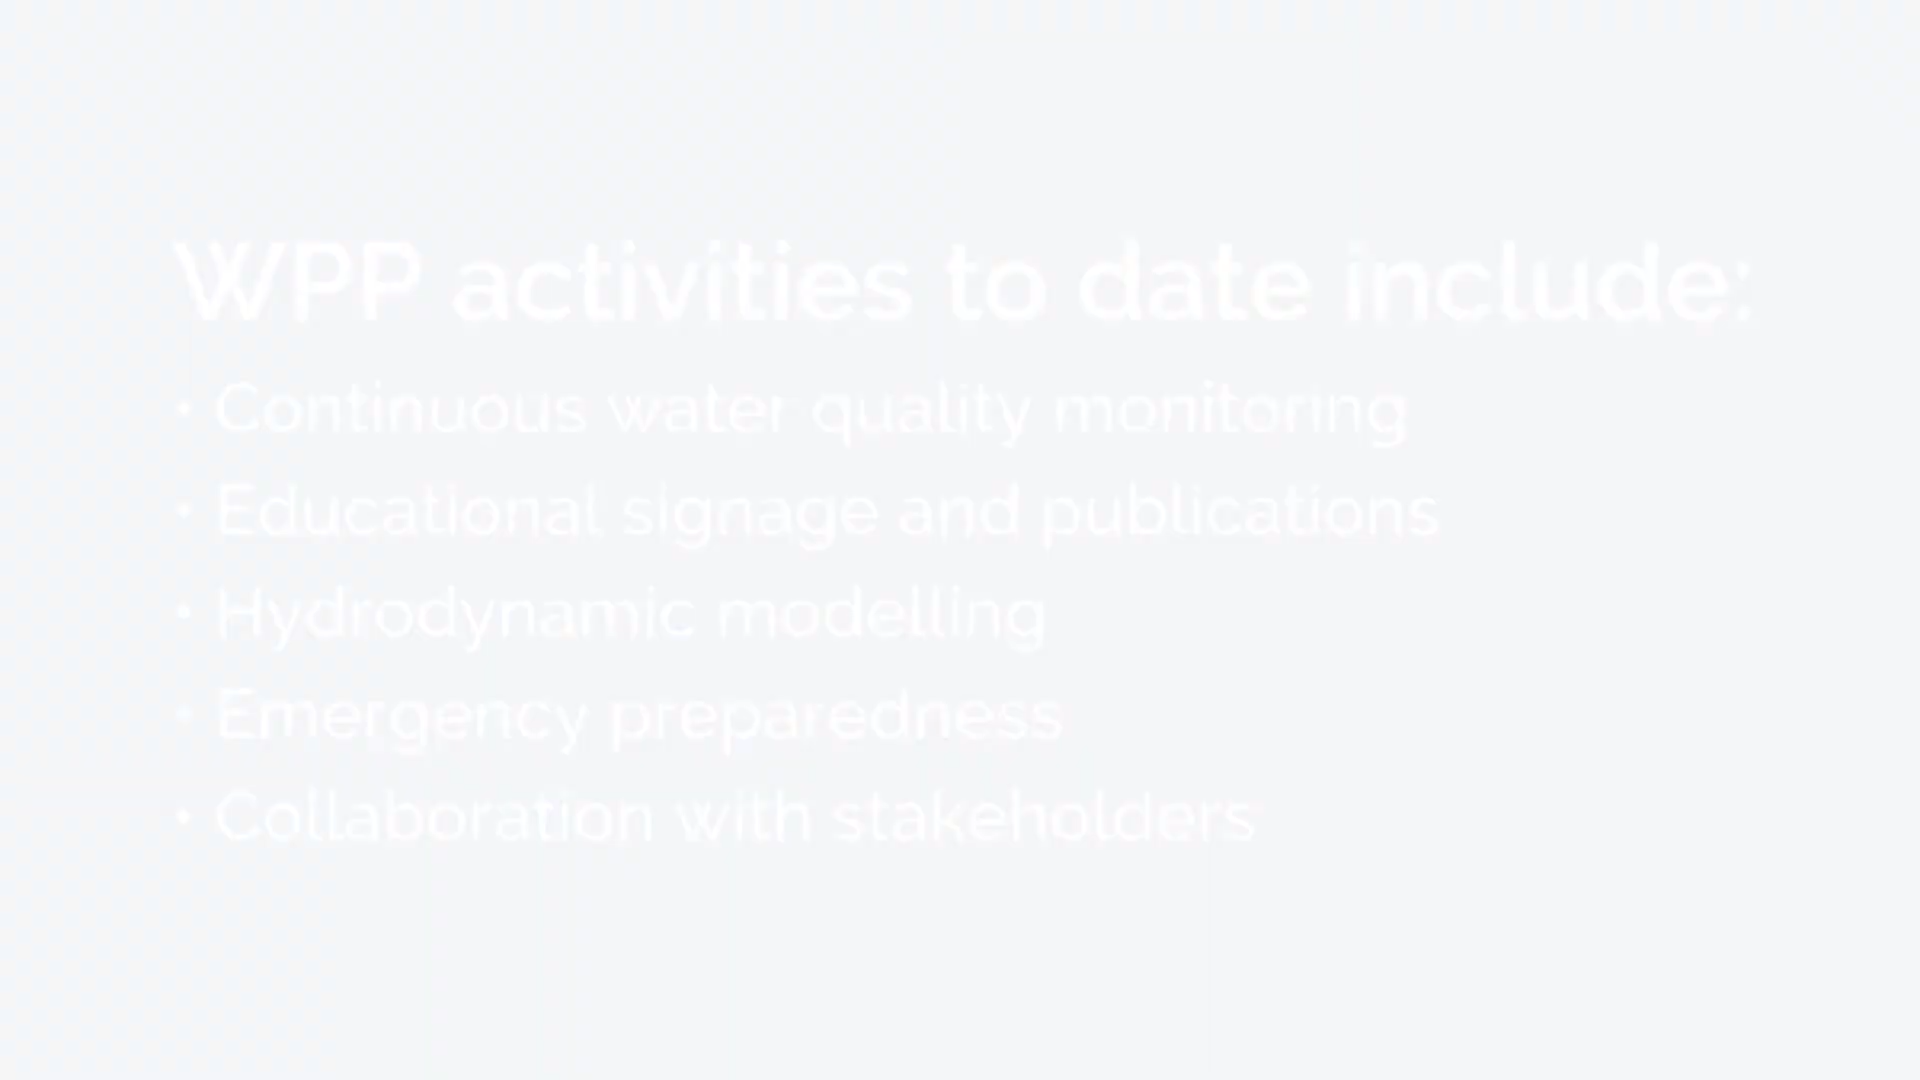 WPP activities to date include:
• Continuous water quality monitoring
• Educational signage and publications
• Hydrodynamic modelling
• Emergency preparedness
• Collaboration with stakeholders